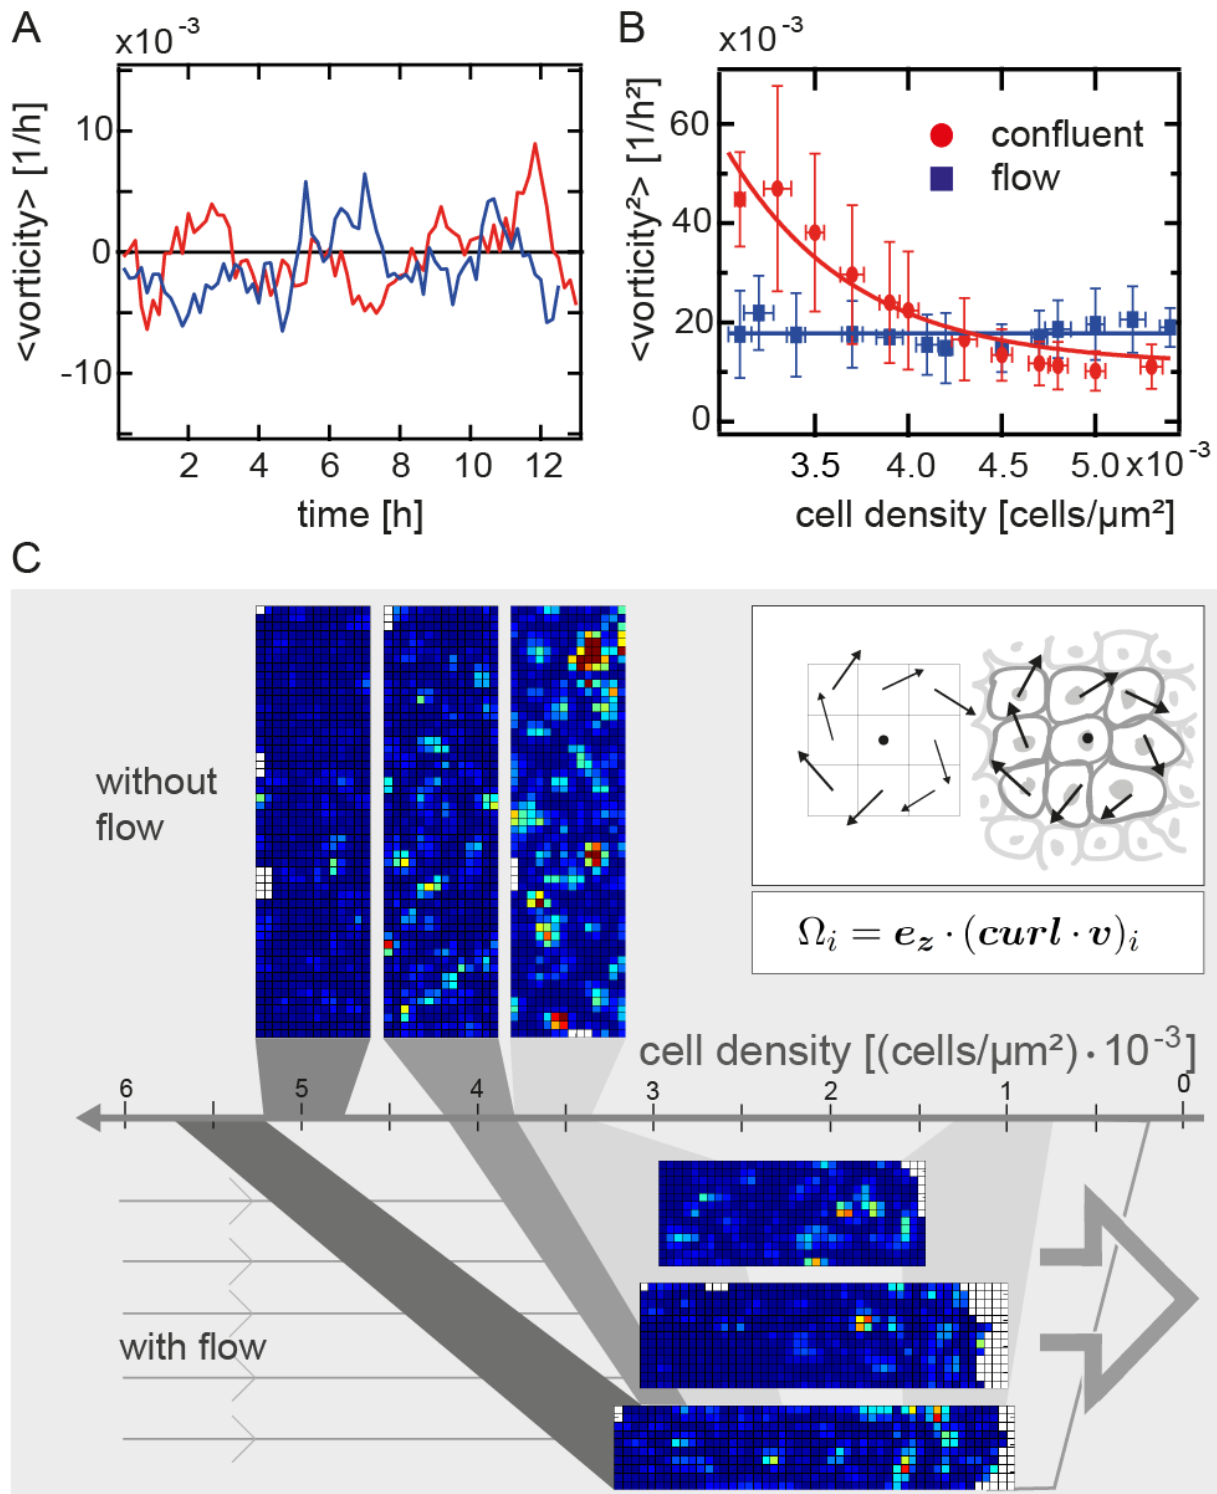 A
x10⁻³
<vorticity> [1/h]
10
0
-10
2 4 6 8 10 12
time [h]
B
x10⁻³
<vorticity²> [1/h²]
60
40
20
0
confluent
flow
3.5 4.0 4.5 5.0 x10⁻³
cell density [cells/µm²]
C
without
flow
Ωᵢ = e_z · (curl · v)ᵢ
cell density [(cells/µm²) · 10⁻³]
6 5 4 3 2 1 0
with flow